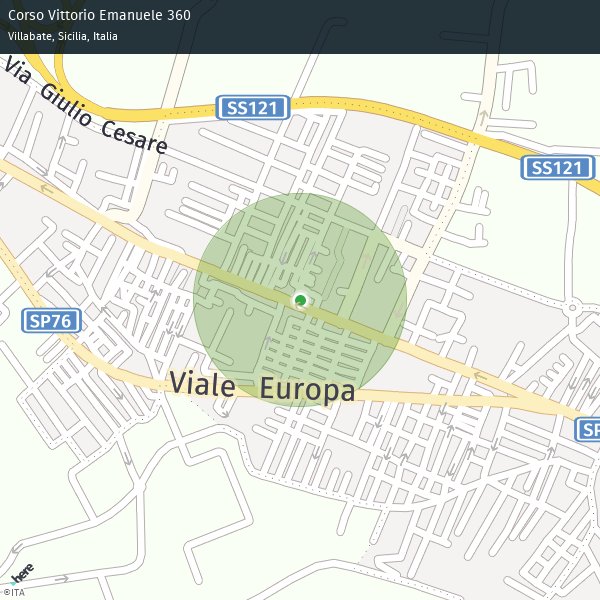 Corso Vittorio Emanuele 360
Villabate, Sicilia, Italia
Via Giulio Cesare
SS121
SS121
SP76
Viale Europa
SP
here
©ITA